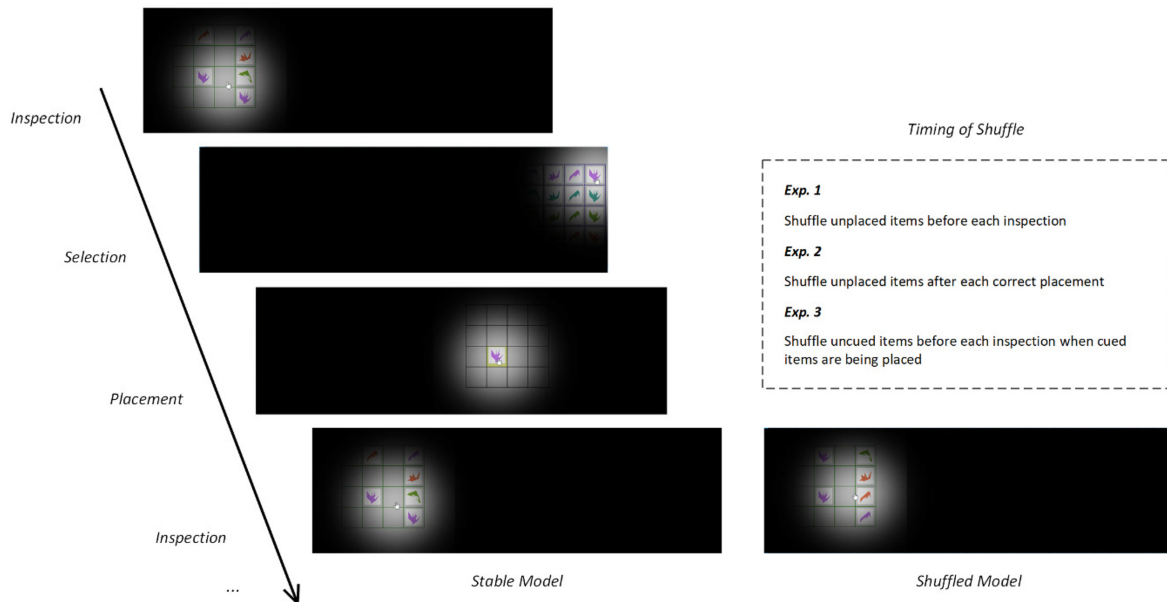 Inspection
Selection
Placement
Inspection
...
Stable Model
Timing of Shuffle
Exp. 1
Shuffle unplaced items before each inspection
Exp. 2
Shuffle unplaced items after each correct placement
Exp. 3
Shuffle uncued items before each inspection when cued
items are being placed
Shuffled Model